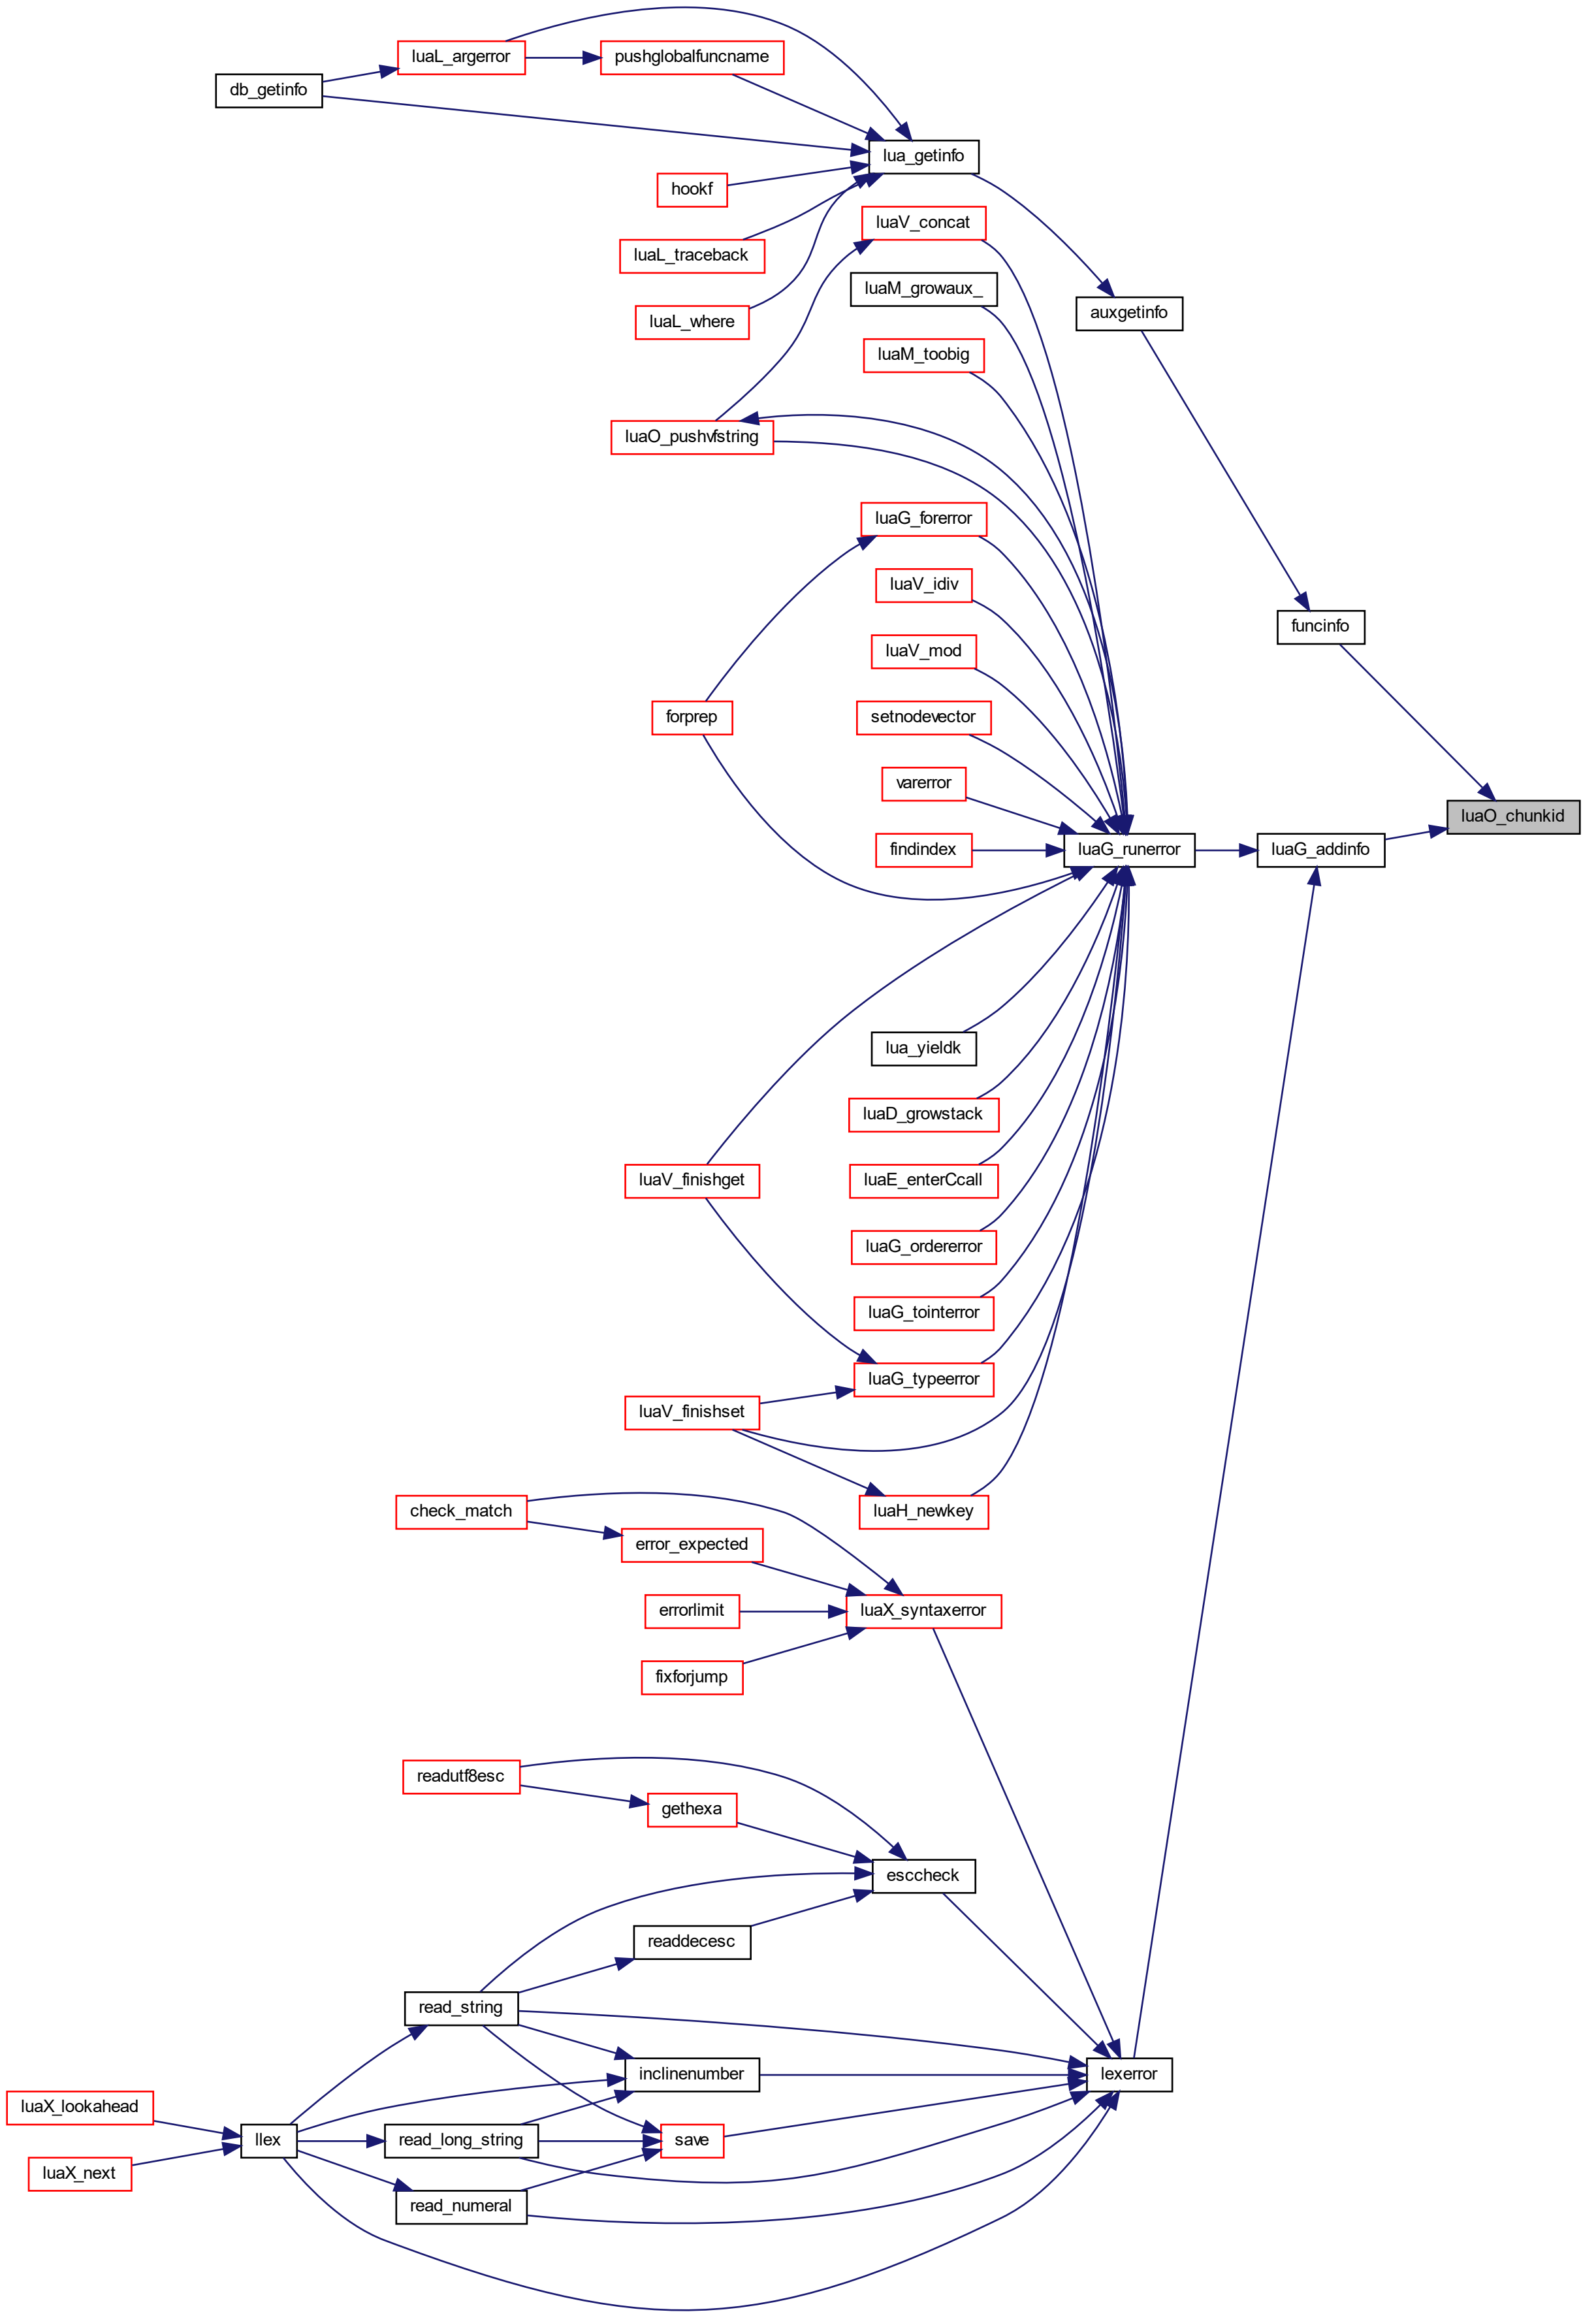 luaL_argerror
pushglobalfuncname
db_getinfo
lua_getinfo
hookf
luaV_concat
luaL_traceback
luaM_growaux_
auxgetinfo
luaL_where
luaM_toobig
luaO_pushvfstring
luaG_forerror
luaV_idiv
funcinfo
luaV_mod
forprep
setnodevector
varerror
luaO_chunkid
findindex
luaG_runerror
luaG_addinfo
lua_yieldk
luaD_growstack
luaV_finishget
luaE_enterCcall
luaG_ordererror
luaG_tointerror
luaG_typeerror
luaV_finishset
check_match
luaH_newkey
error_expected
errorlimit
luaX_syntaxerror
fixforjump
readutf8esc
gethexa
esccheck
readdecesc
read_string
inclinenumber
lexerror
luaX_lookahead
llex
read_long_string
save
luaX_next
read_numeral